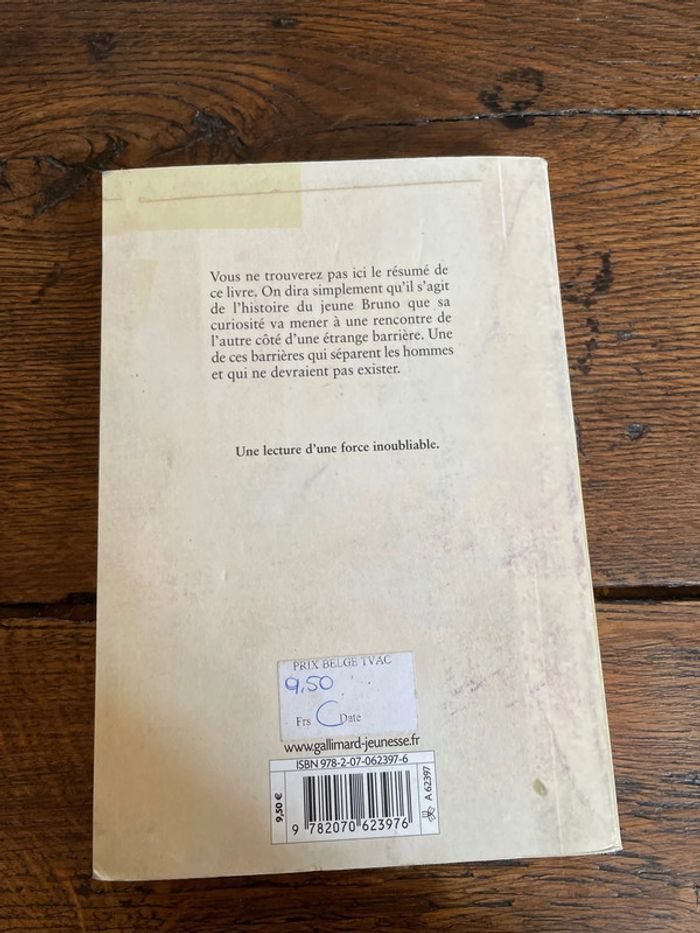 Vous ne trouverez pas ici le résumé de
ce livre. On dira simplement qu'il s'agit
de l'histoire du jeune Bruno que sa
curiosité va mener à une rencontre de
l'autre côté d'une étrange barrière. Une
de ces barrières qui séparent les hommes
et qui ne devraient pas exister.
Une lecture d'une force inoubliable.
PRIX BELGE TVAC
9,50
Frs C Date
www.gallimard-jeunesse.fr
ISBN 978-2-07-062397-6
9,50 €
A 62397
9 782070 623976